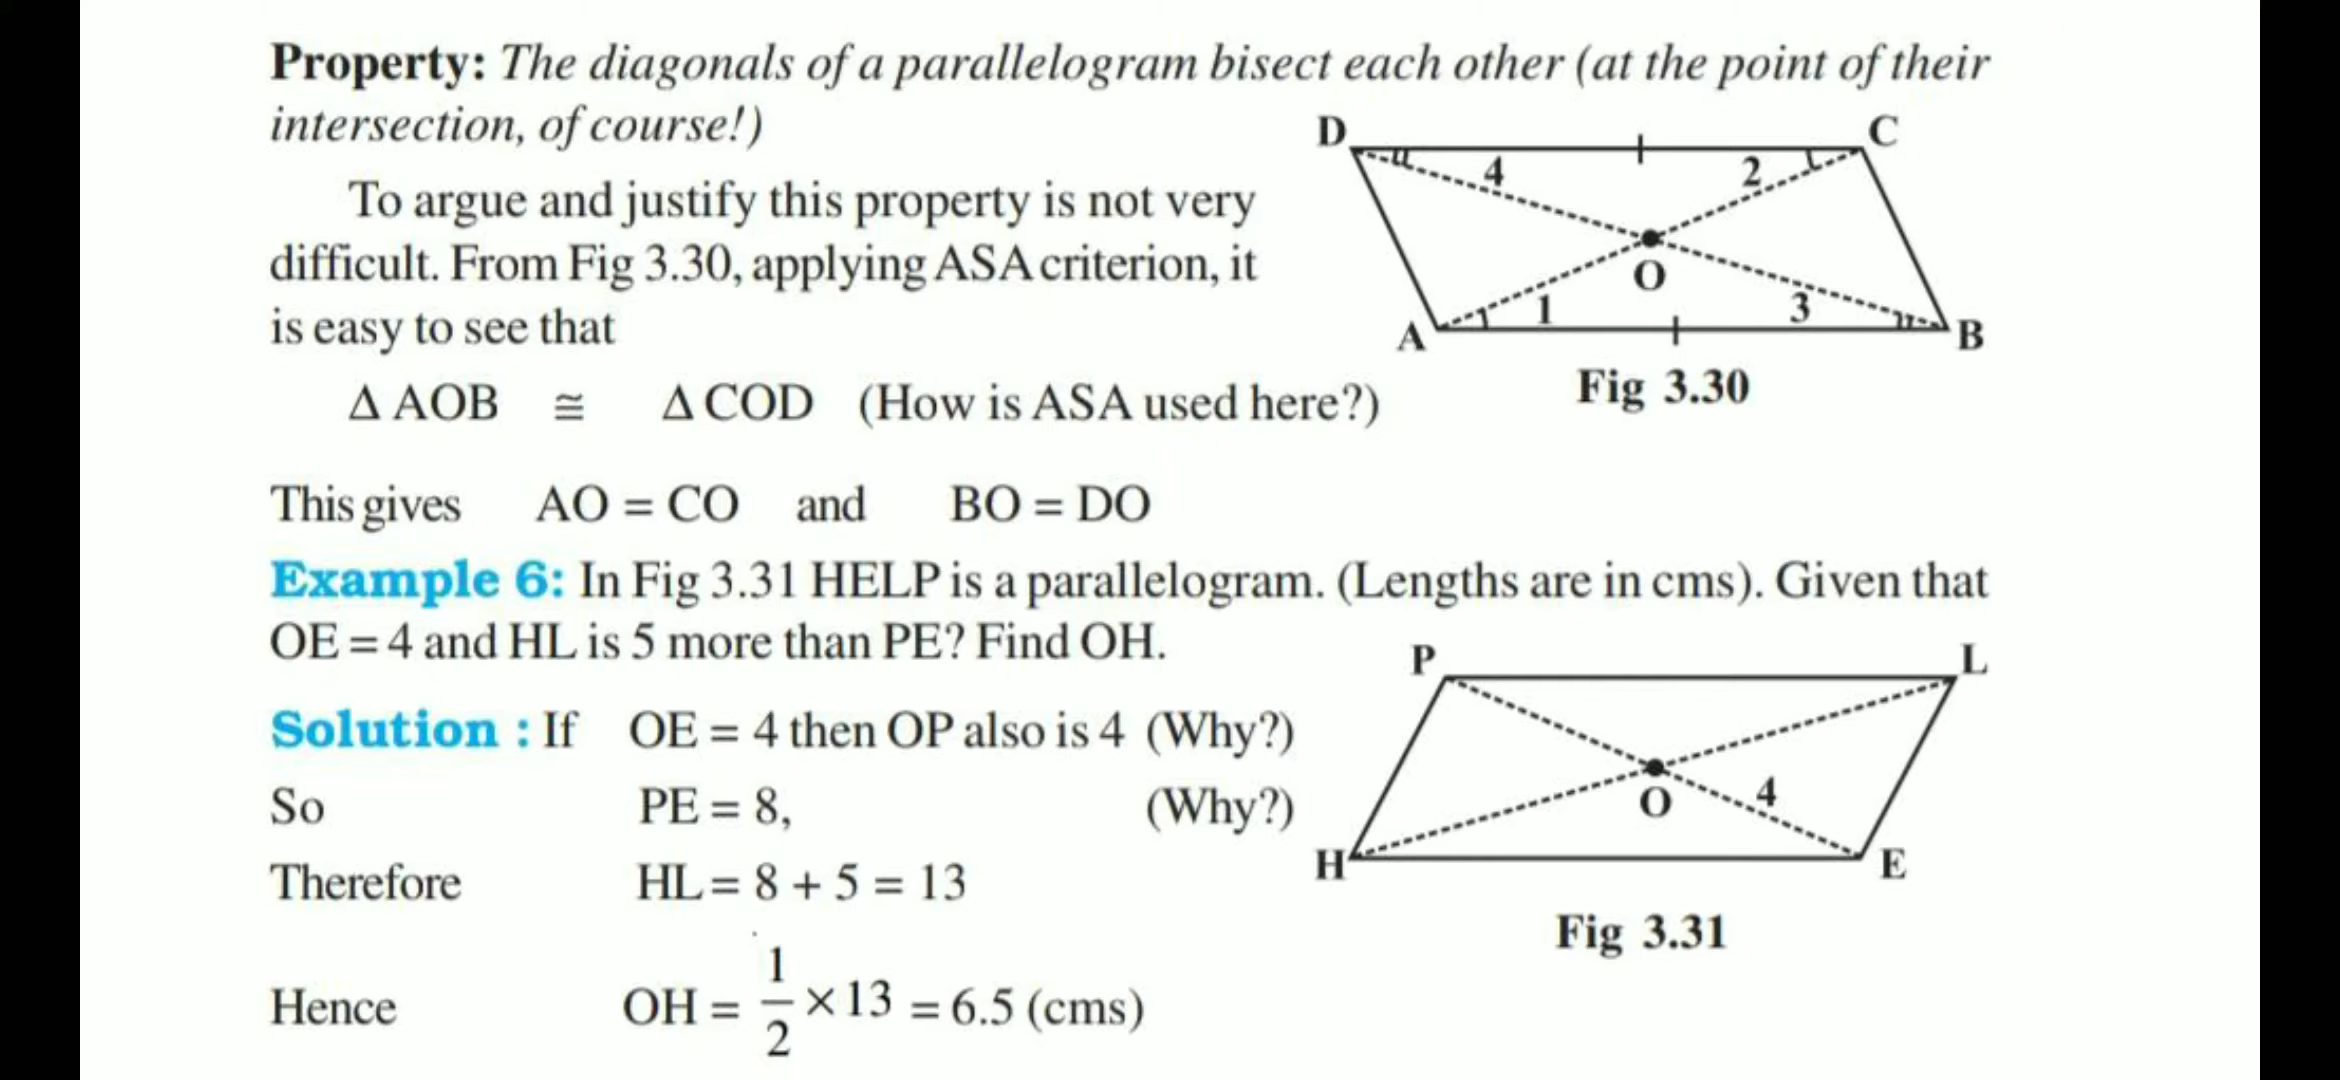 Property: The diagonals of a parallelogram bisect each other (at the point of their
intersection, of course!)
To argue and justify this property is not very
difficult. From Fig 3.30, applying ASA criterion, it
is easy to see that
Δ AOB ≅ Δ COD (How is ASA used here?)
D
C
4
2
O
1
3
A
B
Fig 3.30
This gives AO = CO and BO = DO
Example 6: In Fig 3.31 HELP is a parallelogram. (Lengths are in cms). Given that
OE = 4 and HL is 5 more than PE? Find OH.
Solution : If OE = 4 then OP also is 4 (Why?)
So PE = 8, (Why?)
Therefore HL = 8 + 5 = 13
Hence OH = 1/2 × 13 = 6.5 (cms)
P
L
O
4
H
E
Fig 3.31